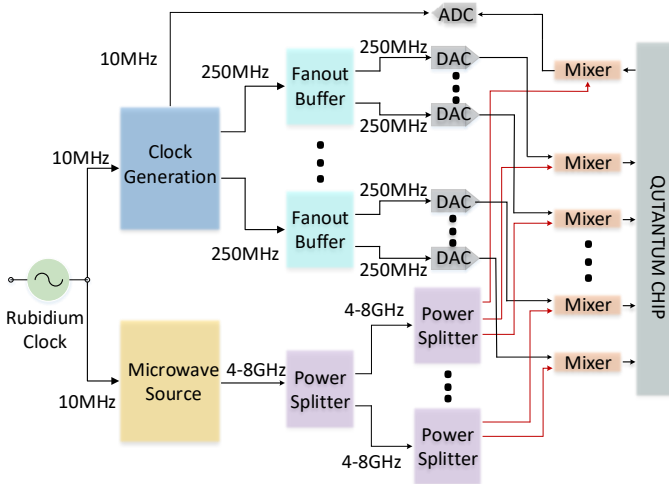 ADC
10MHz
250MHz
Fanout
Buffer
250MHz
DAC
Mixer
250MHz
DAC
10MHz
Clock
Generation
Mixer
QUTANTUM CHIP
250MHz
Fanout
Buffer
250MHz
DAC
Mixer
250MHz
DAC
Rubidium
Clock
4-8GHz
Power
Splitter
Mixer
10MHz
Microwave
Source
4-8GHz
Power
Splitter
Mixer
4-8GHz
Power
Splitter